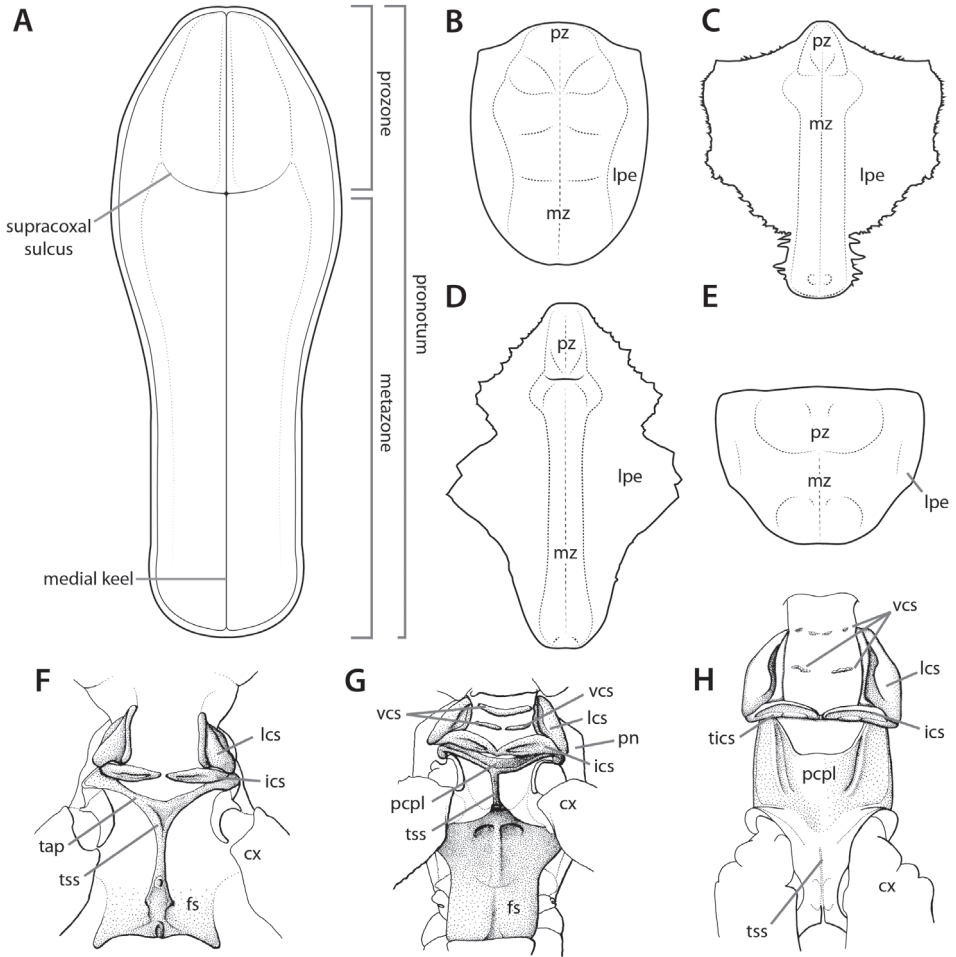 A
prozone
supracoxal
sulcus
pronotum
metazone
medial keel
B
pz
lpe
mz
C
pz
mz
lpe
D
pz
lpe
mz
E
pz
mz
lpe
F
lcs
ics
tap
tss
cx
fs
G
vcs
vcs
lcs
pn
ics
pcpl
tss
cx
fs
H
vcs
lcs
tics
ics
pcpl
cx
tss